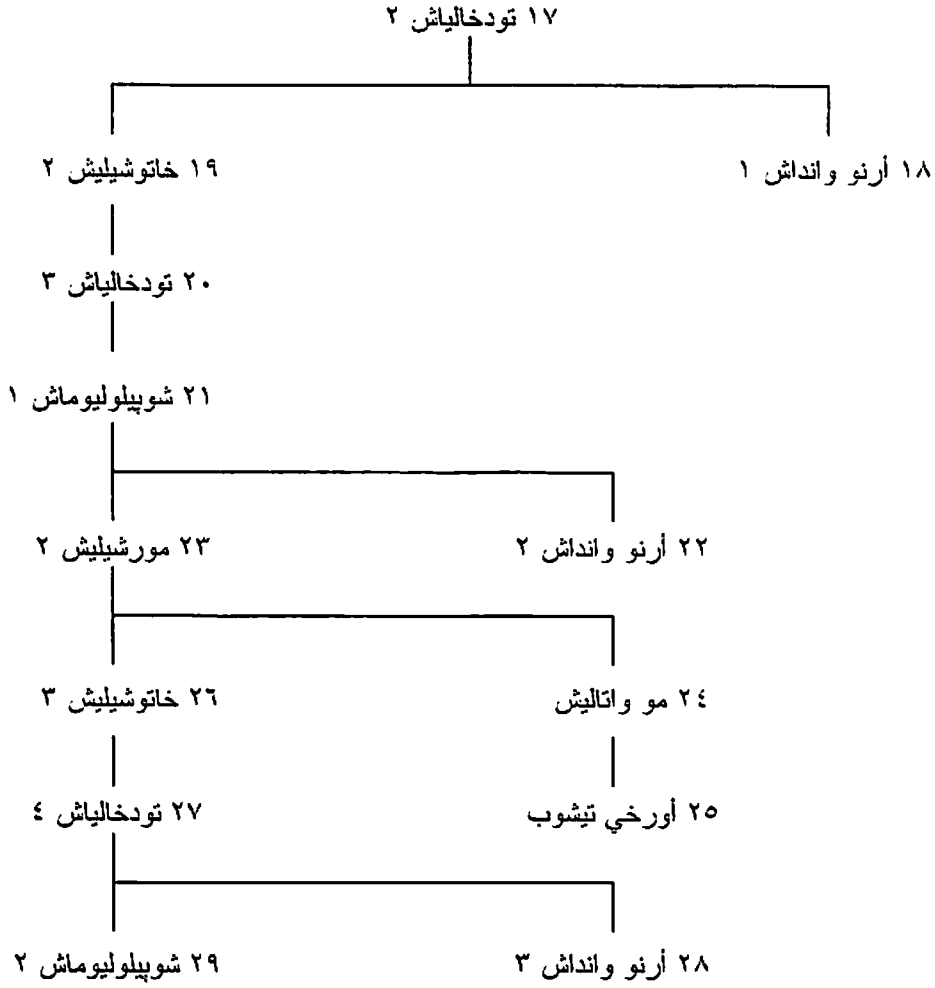 ١٧ تودخالياش ٢
١٨ أرنو وانداش ١
١٩ خاتوشيليش ٢
٢٠ تودخالياش ٣
٢١ شوپيلوليوماش ١
٢٢ أرنو وانداش ٢
٢٣ مورشيليش ٢
٢٤ مو واتاليش
٢٦ خاتوشيليش ٣
٢٥ أورخي تيشوب
٢٧ تودخالياش ٤
٢٨ أرنو وانداش ٣
٢٩ شوپيلوليوماش ٢